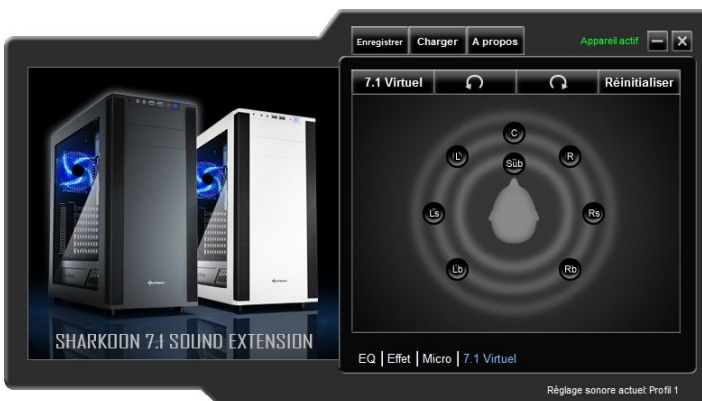 Enregistrer Charger A propos Appareil actif
7.1 Virtuel Réinitialiser
C
L R
Sub
Ls Rs
Lb Rb
SHARKOON 7.1 SOUND EXTENSION
EQ | Effet | Micro | 7.1 Virtuel
Réglage sonore actuel: Profil 1